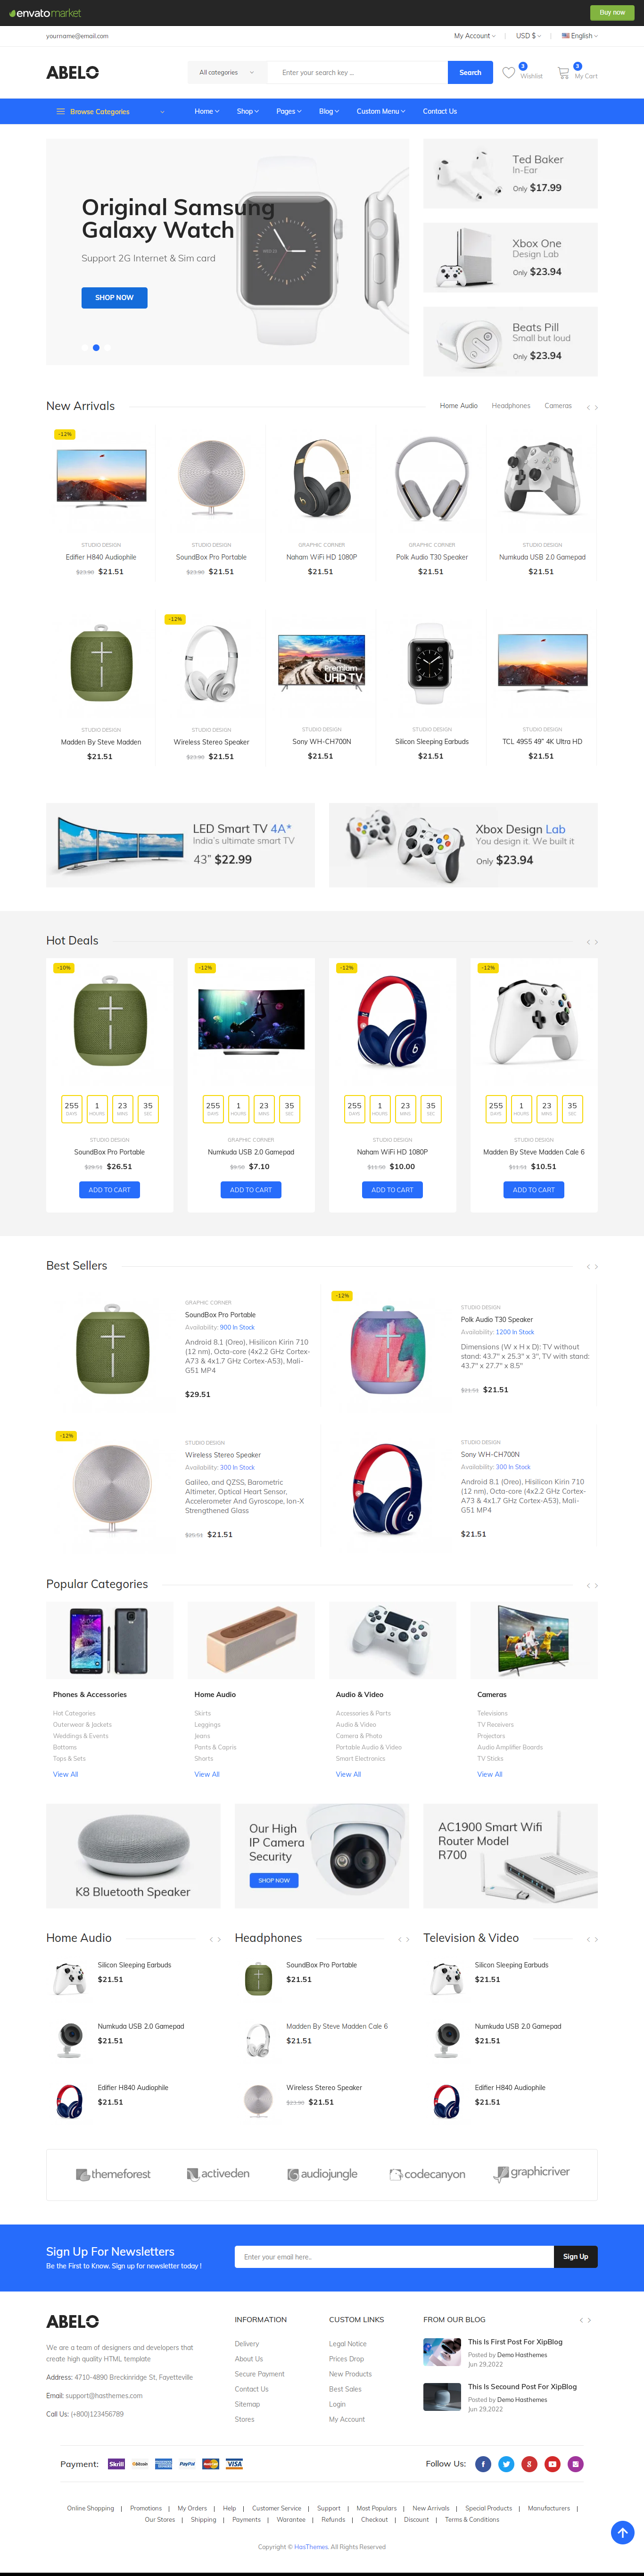 envatomarket
Buy now
yourname@email.com
My Account
USD $
English
ABELO
All categories
Enter your search key ...
Search
3
Wishlist
3
My Cart
Browse Categories
Home
Shop
Pages
Blog
Custom Menu
Contact Us
Original Samsung
Galaxy Watch
Support 2G Internet & Sim card
SHOP NOW
Ted Baker
In-Ear
Only $17.99
Xbox One
Design Lab
Only $23.94
Beats Pill
Small but loud
Only $23.94
New Arrivals
Home Audio
Headphones
Cameras
-12%
STUDIO DESIGN
Edifier H840 Audiophile
$23.90 $21.51
STUDIO DESIGN
SoundBox Pro Portable
$23.90 $21.51
GRAPHIC CORNER
Naham WiFi HD 1080P
$21.51
GRAPHIC CORNER
Polk Audio T30 Speaker
$21.51
STUDIO DESIGN
Numkuda USB 2.0 Gamepad
$21.51
STUDIO DESIGN
Madden By Steve Madden
$21.51
-12%
STUDIO DESIGN
Wireless Stereo Speaker
$23.90 $21.51
Premium
UHD TV
STUDIO DESIGN
Sony WH-CH700N
$21.51
STUDIO DESIGN
Silicon Sleeping Earbuds
$21.51
STUDIO DESIGN
TCL 49S5 49" 4K Ultra HD
$21.51
LED Smart TV 4A*
India's ultimate smart TV
43" $22.99
Xbox Design Lab
You design it. We built it
Only $23.94
Hot Deals
-10%
255 DAYS
1 HOURS
23 MINS
35 SEC
STUDIO DESIGN
SoundBox Pro Portable
$29.51 $26.51
ADD TO CART
-12%
255 DAYS
1 HOURS
23 MINS
35 SEC
GRAPHIC CORNER
Numkuda USB 2.0 Gamepad
$7.10
ADD TO CART
-12%
255 DAYS
1 HOURS
23 MINS
35 SEC
STUDIO DESIGN
Naham WiFi HD 1080P
$10.00
ADD TO CART
-12%
255 DAYS
1 HOURS
23 MINS
35 SEC
STUDIO DESIGN
Madden By Steve Madden Cale 6
$10.51
ADD TO CART
Best Sellers
GRAPHIC CORNER
SoundBox Pro Portable
Availability: 900 In Stock
Android 8.1 (Oreo), Hisilicon Kirin 710
(12 nm), Octa-core (4x2.2 GHz Cortex-
A73 & 4x1.7 GHz Cortex-A53), Mali-
G51 MP4
$29.51
-12%
STUDIO DESIGN
Polk Audio T30 Speaker
Availability: 1200 In Stock
Dimensions (W x H x D): TV without
stand: 43.7" x 25.3" x 3", TV with stand:
43.7" x 27.7" x 8.5"
$21.51
-12%
STUDIO DESIGN
Wireless Stereo Speaker
Availability: 300 In Stock
Galileo, and QZSS, Barometric
Altimeter, Optical Heart Sensor,
Accelerometer And Gyroscope, Ion-X
Strengthened Glass
$21.51
STUDIO DESIGN
Sony WH-CH700N
Availability: 300 In Stock
Android 8.1 (Oreo), Hisilicon Kirin 710
(12 nm), Octa-core (4x2.2 GHz Cortex-
A73 & 4x1.7 GHz Cortex-A53), Mali-
G51 MP4
$21.51
Popular Categories
Phones & Accessories
Hot Categories
Outerwear & Jackets
Weddings & Events
Bottoms
Tops & Sets
View All
Home Audio
Skirts
Leggings
Jeans
Pants & Capris
Shorts
View All
Audio & Video
Accessories & Parts
Audio & Video
Camera & Photo
Portable Audio & Video
Smart Electronics
View All
Cameras
Televisions
TV Receivers
Projectors
Audio Amplifier Boards
TV Sticks
View All
K8 Bluetooth Speaker
Our High
IP Camera
Security
SHOP NOW
AC1900 Smart Wifi
Router Model
R700
Home Audio
Silicon Sleeping Earbuds
$21.51
Numkuda USB 2.0 Gamepad
$21.51
Edifier H840 Audiophile
$21.51
Headphones
SoundBox Pro Portable
$21.51
Madden By Steve Madden Cale 6
$21.51
Wireless Stereo Speaker
$23.90 $21.51
Television & Video
Silicon Sleeping Earbuds
$21.51
Numkuda USB 2.0 Gamepad
$21.51
Edifier H840 Audiophile
$21.51
themeforest
activeden
audiojungle
codecanyon
graphicriver
Sign Up For Newsletters
Be the First to Know. Sign up for newsletter today !
Enter your email here..
Sign Up
ABELO
We are a team of designers and developers that
create high quality HTML template
Address: 4710-4890 Breckinridge St, Fayetteville
Email: support@hasthemes.com
Call Us: (+800)123456789
INFORMATION
Delivery
About Us
Secure Payment
Contact Us
Sitemap
Stores
CUSTOM LINKS
Legal Notice
Prices Drop
New Products
Best Sales
Login
My Account
FROM OUR BLOG
This Is First Post For XipBlog
Posted by Demo Hasthemes
Jun ,29,2022
This Is Secound Post For XipBlog
Posted by Demo Hasthemes
Jun ,29,2022
Payment:
Skrill
bitcoin
PayPal
VISA
Follow Us:
Online Shopping | Promotions | My Orders | Help | Customer Service | Support | Most Populars | New Arrivals | Special Products | Manufacturers |
Our Stores | Shipping | Payments | Warantee | Refunds | Checkout | Discount | Terms & Conditions
Copyright © HasThemes. All Rights Reserved